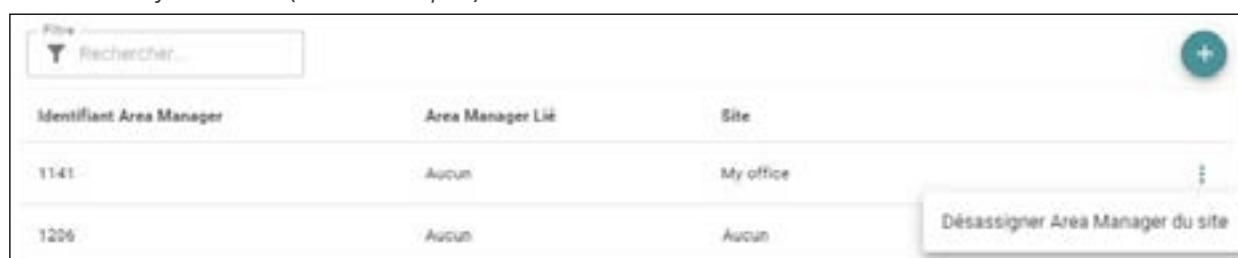 Filtre
Rechercher...
+
Identifiant Area Manager Area Manager Lié Site
1141 Aucun My office
Désassigner Area Manager du site
1206 Aucun Aucun